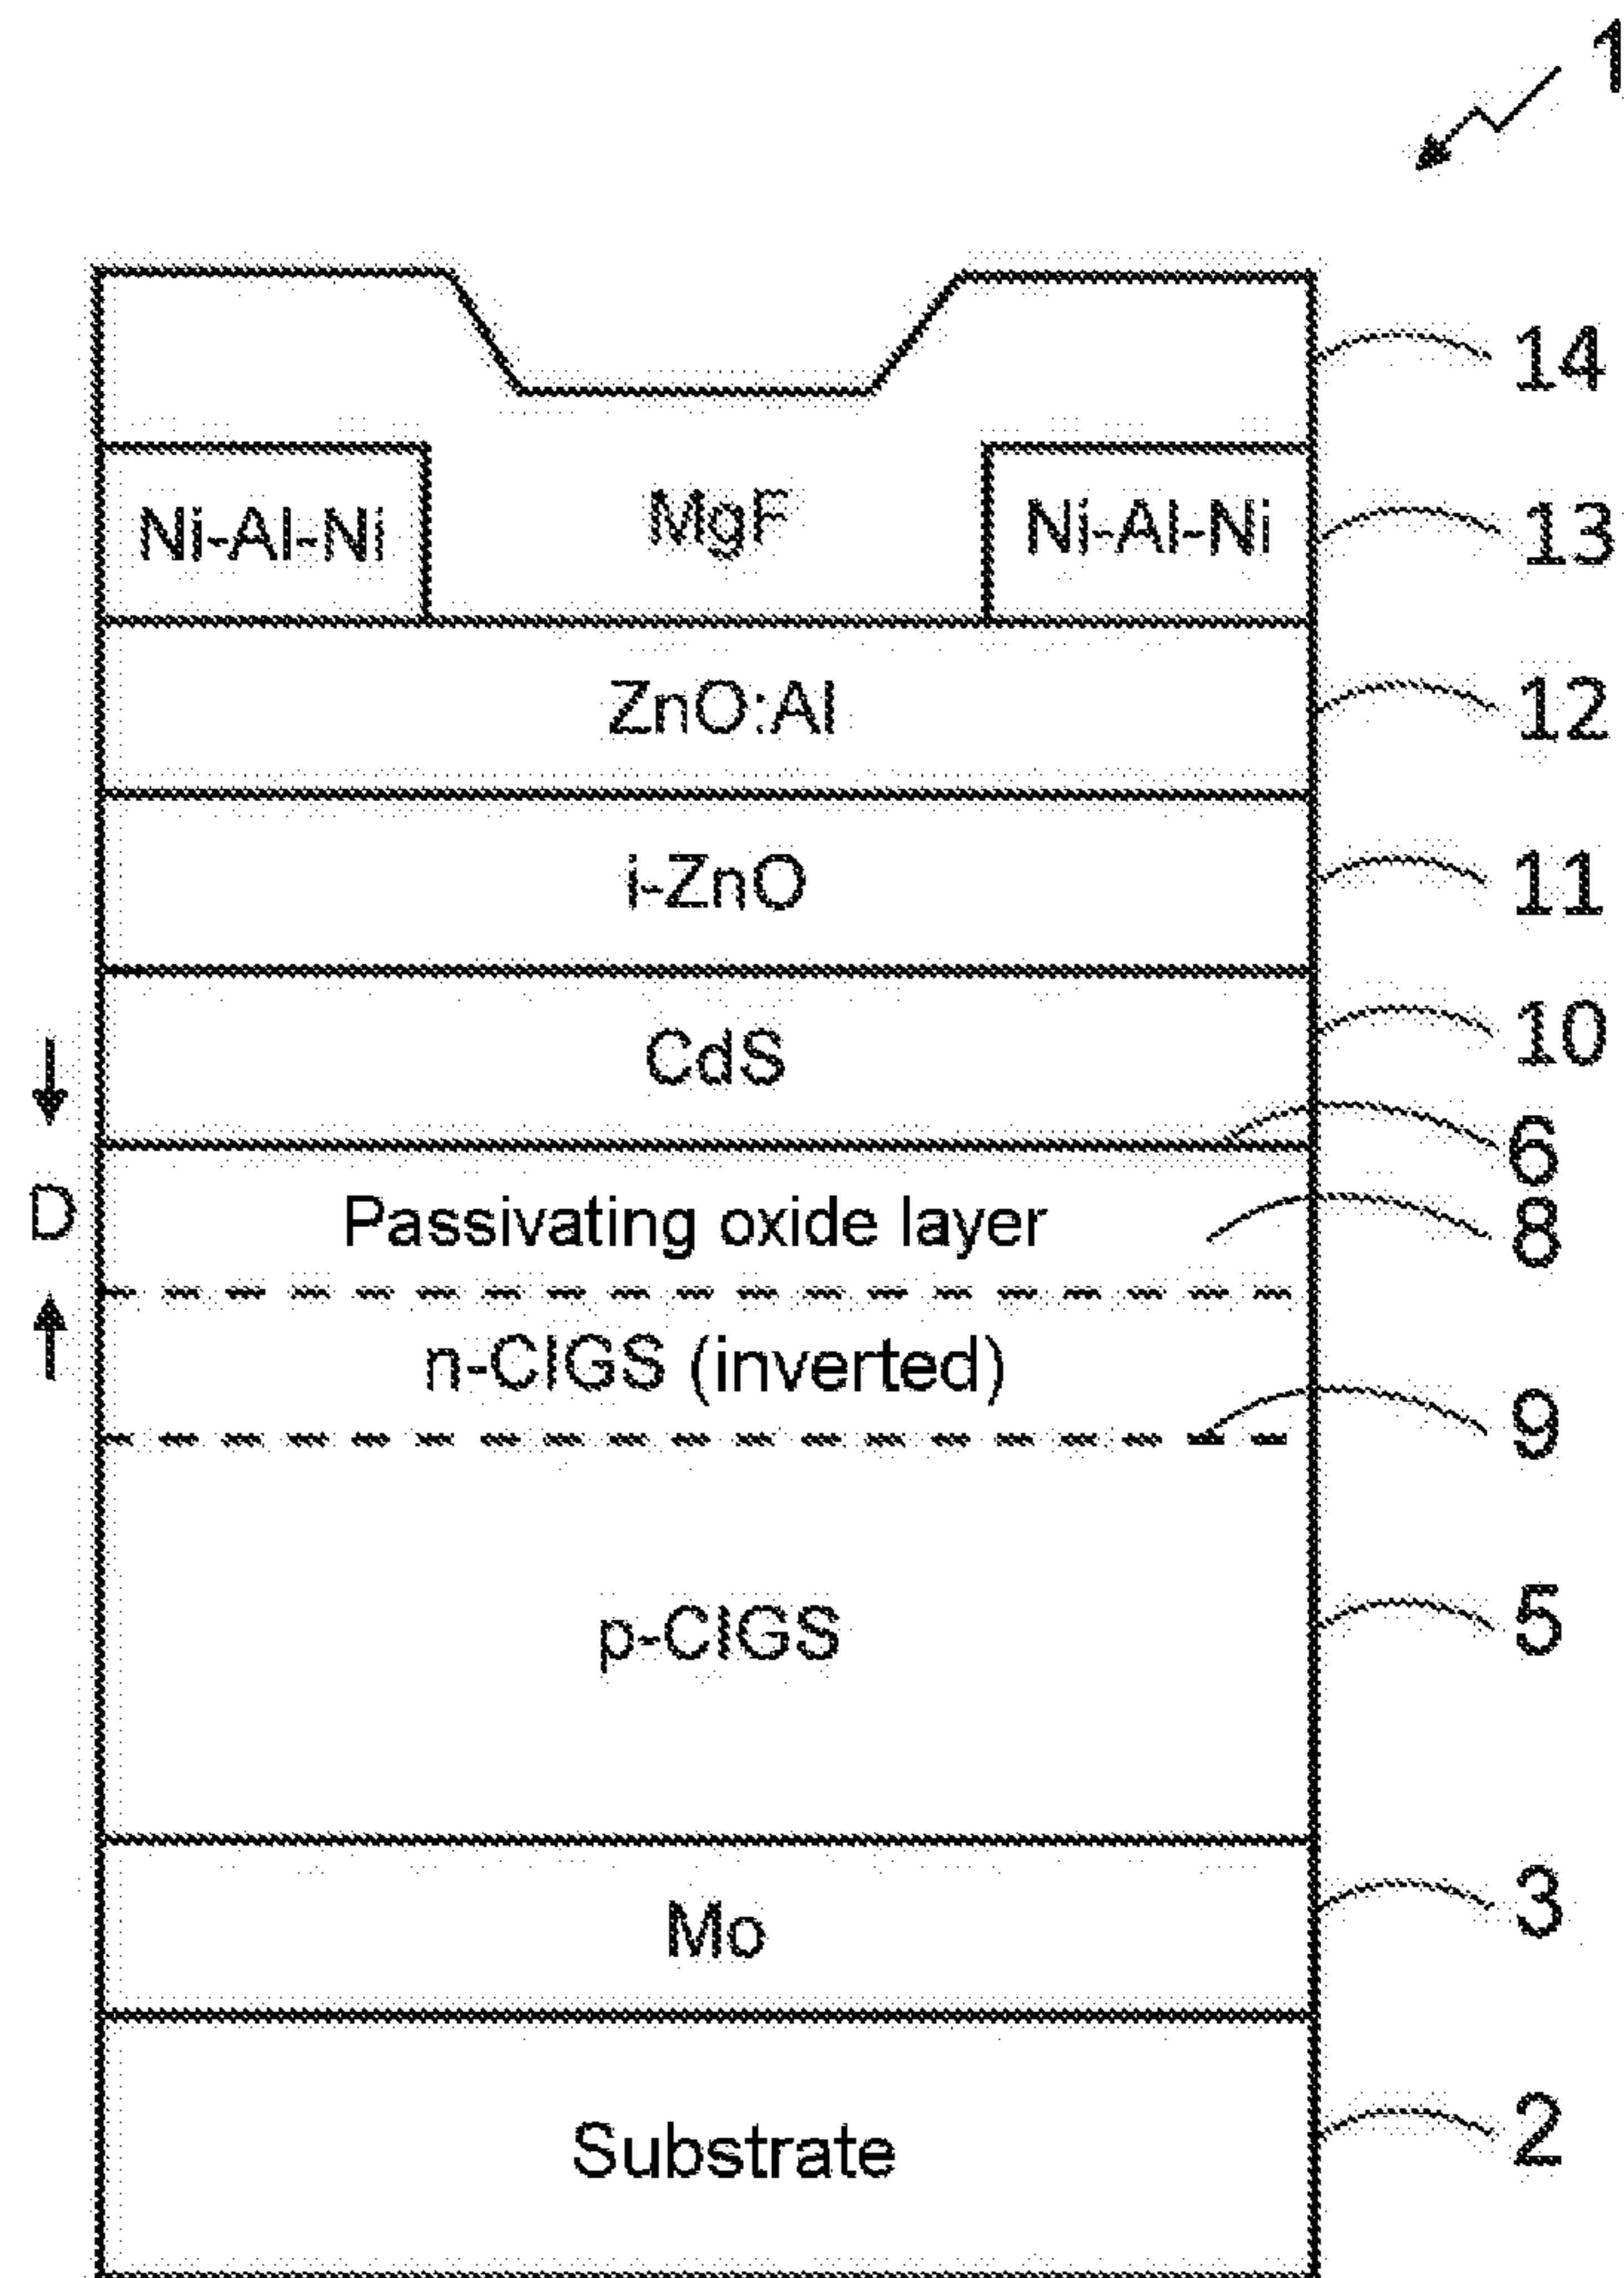 1
14
Ni-Al-Ni MgF Ni-Al-Ni 13
ZnO:Al 12
i-ZnO 11
CdS 10
6
D Passivating oxide layer 8
n-CIGS (inverted)
9
p-CIGS 5
Mo 3
Substrate 2